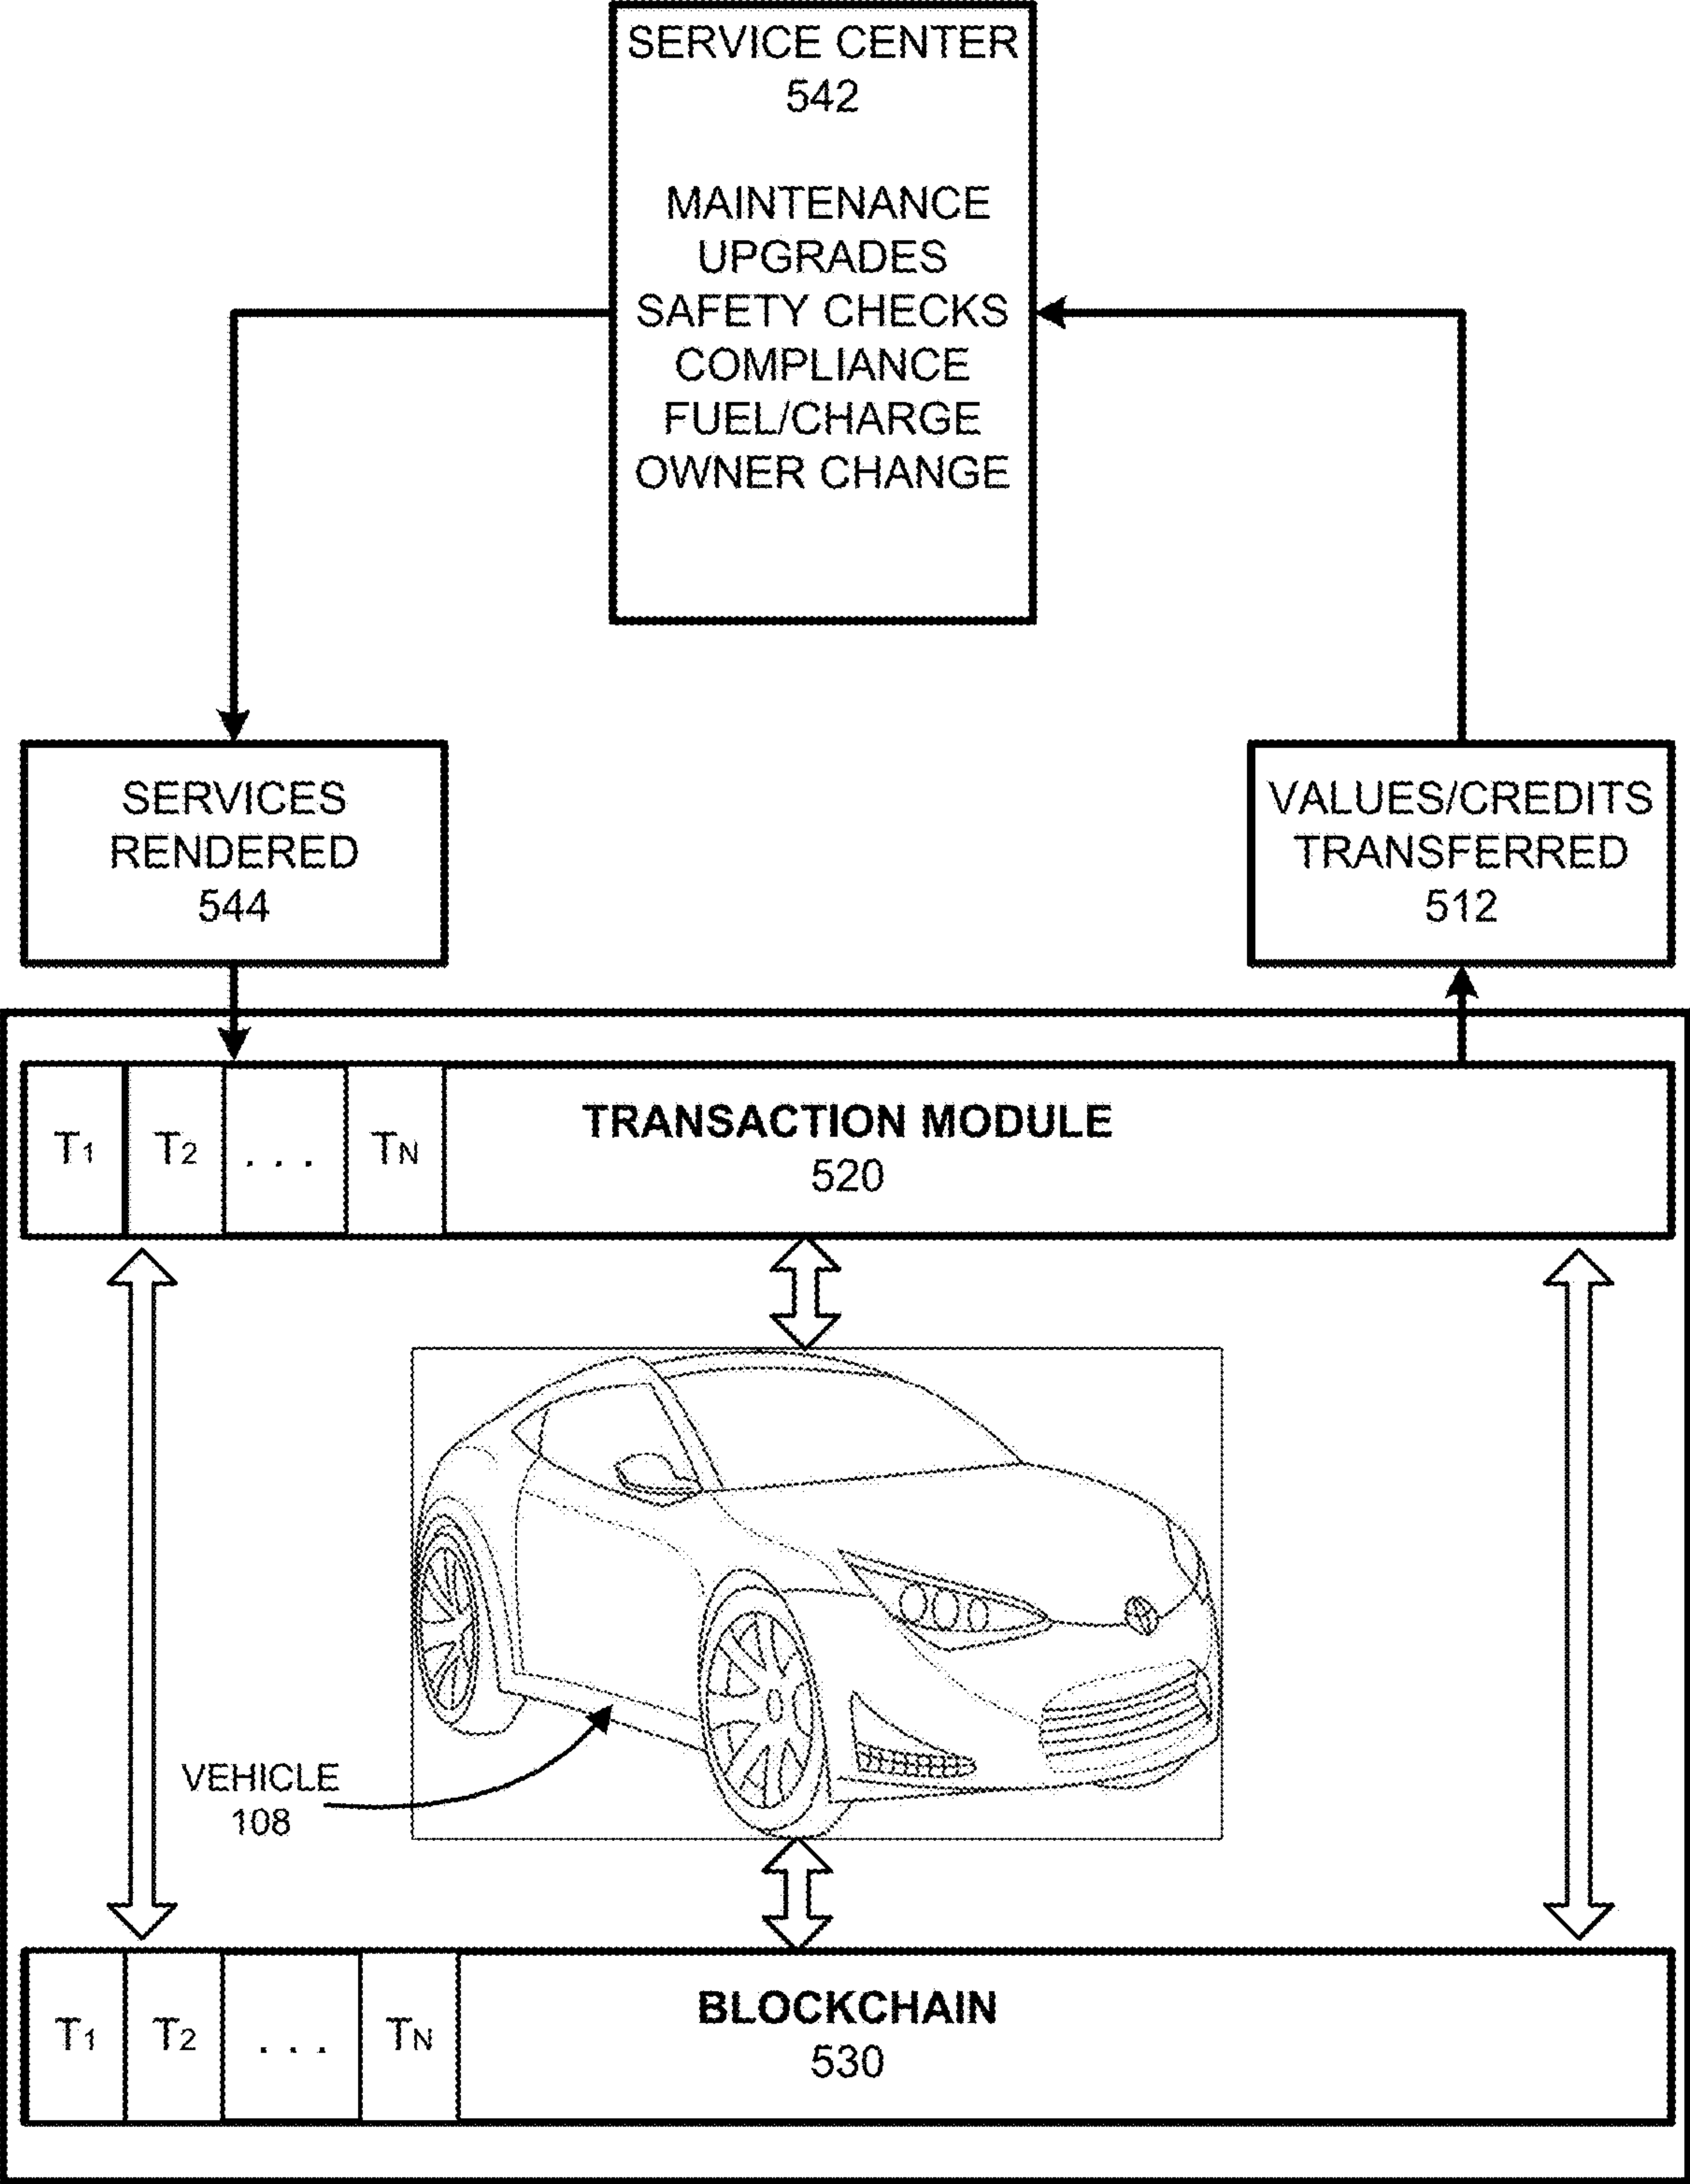 SERVICE CENTER
542
MAINTENANCE
UPGRADES
SAFETY CHECKS
COMPLIANCE
FUEL/CHARGE
OWNER CHANGE
SERVICES
RENDERED
544
VALUES/CREDITS
TRANSFERRED
512
T1 T2 . . . TN
TRANSACTION MODULE
520
VEHICLE
108
T1 T2 . . . TN
BLOCKCHAIN
530